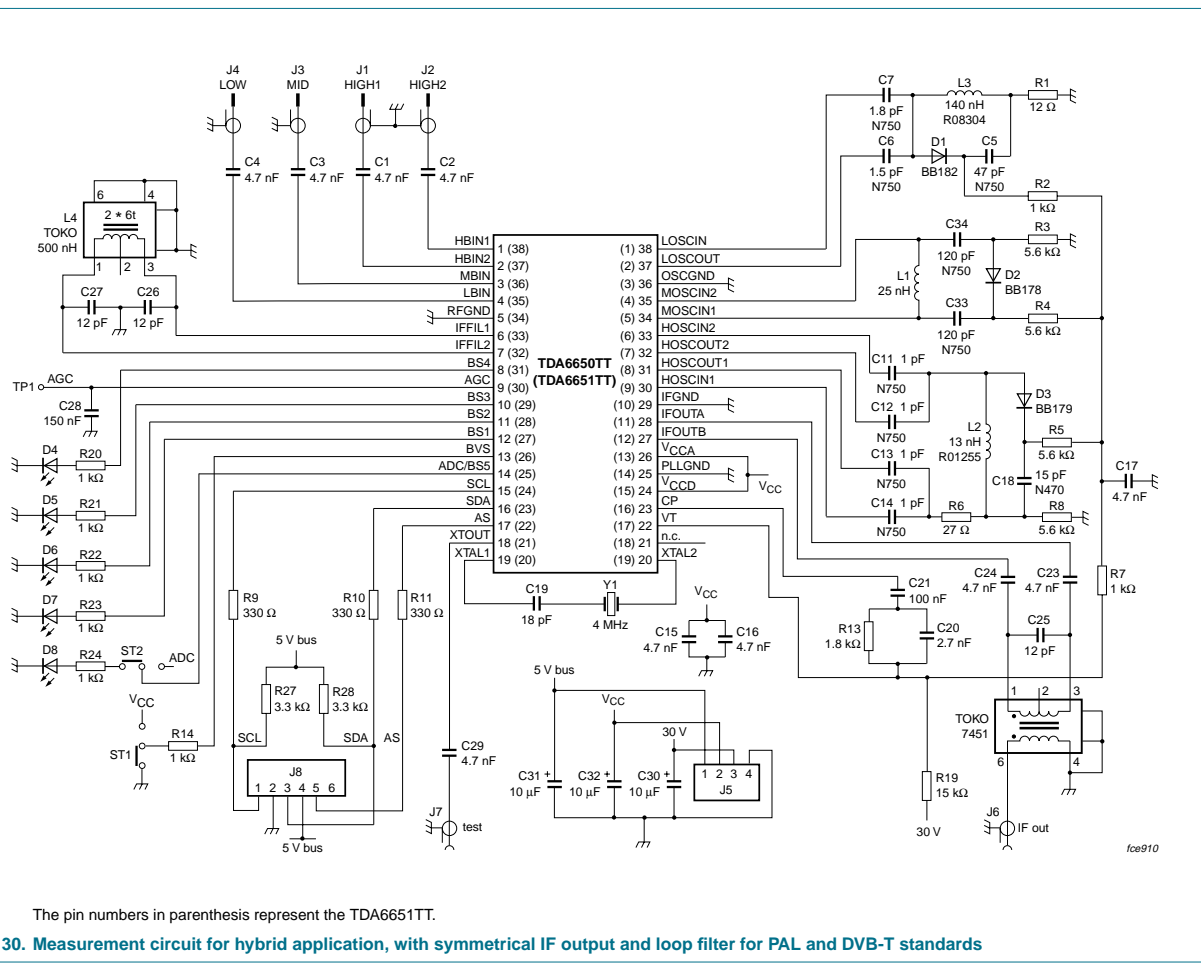 J4
LOW
J3
MID
J1
HIGH1
J2
HIGH2
C4
4.7 nF
C3
4.7 nF
C1
4.7 nF
C2
4.7 nF
6
4
L4
TOKO
500 nH
2 * 6t
1
2
3
C27
12 pF
C26
12 pF
C7
1.8 pF
N750
L3
140 nH
R08304
R1
12 Ω
C6
1.5 pF
N750
D1
BB182
C5
47 pF
N750
R2
1 kΩ
C34
120 pF
N750
R3
5.6 kΩ
L1
25 nH
D2
BB178
C33
120 pF
N750
R4
5.6 kΩ
HBIN1
1 (38)
HBIN2
2 (37)
MBIN
3 (36)
LBIN
4 (35)
RFGND
5 (34)
IFFIL1
6 (33)
IFFIL2
7 (32)
BS4
8 (31)
AGC
9 (30)
BS3
10 (29)
BS2
11 (28)
BS1
12 (27)
BVS
13 (26)
ADC/BS5
14 (25)
SCL
15 (24)
SDA
16 (23)
AS
17 (22)
XTOUT
18 (21)
XTAL1
19 (20)
TDA6650TT
(TDA6651TT)
(1) 38
LOSCIN
(2) 37
LOSCOUT
(3) 36
OSCGND
(4) 35
MOSCIN2
(5) 34
MOSCIN1
(6) 33
HOSCIN2
(7) 32
HOSCOUT2
(8) 31
HOSCOUT1
(9) 30
HOSCIN1
(10) 29
IFGND
(11) 28
IFOUTA
(12) 27
IFOUTB
(13) 26
VCCA
(14) 25
PLLGND
(15) 24
VCCD
VCC
(16) 23
CP
(17) 22
VT
(18) 21
n.c.
(19) 20
XTAL2
C11 1 pF
N750
C12 1 pF
N750
C13 1 pF
N750
C14 1 pF
N750
D3
BB179
L2
13 nH
R01255
R5
5.6 kΩ
C18
15 pF
N470
C17
4.7 nF
R6
27 Ω
R8
5.6 kΩ
TP1
AGC
C28
150 nF
D4
R20
1 kΩ
D5
R21
1 kΩ
D6
R22
1 kΩ
D7
R23
1 kΩ
D8
R24
1 kΩ
ST2
ADC
VCC
ST1
R14
1 kΩ
R9
330 Ω
R10
330 Ω
R11
330 Ω
5 V bus
R27
3.3 kΩ
R28
3.3 kΩ
SCL
SDA
AS
J8
1 2 3 4 5 6
5 V bus
C29
4.7 nF
J7
test
C19
18 pF
Y1
4 MHz
VCC
C15
4.7 nF
C16
4.7 nF
5 V bus
VCC
30 V
C31
+
10 μF
C32
+
10 μF
C30
+
10 μF
1 2 3 4
J5
C21
100 nF
R13
1.8 kΩ
C20
2.7 nF
C24
4.7 nF
C23
4.7 nF
R7
1 kΩ
C25
12 pF
1
2
3
TOKO
7451
6
4
R19
15 kΩ
30 V
J6
IF out
fce910
The pin numbers in parenthesis represent the TDA6651TT.
30. Measurement circuit for hybrid application, with symmetrical IF output and loop filter for PAL and DVB-T standards